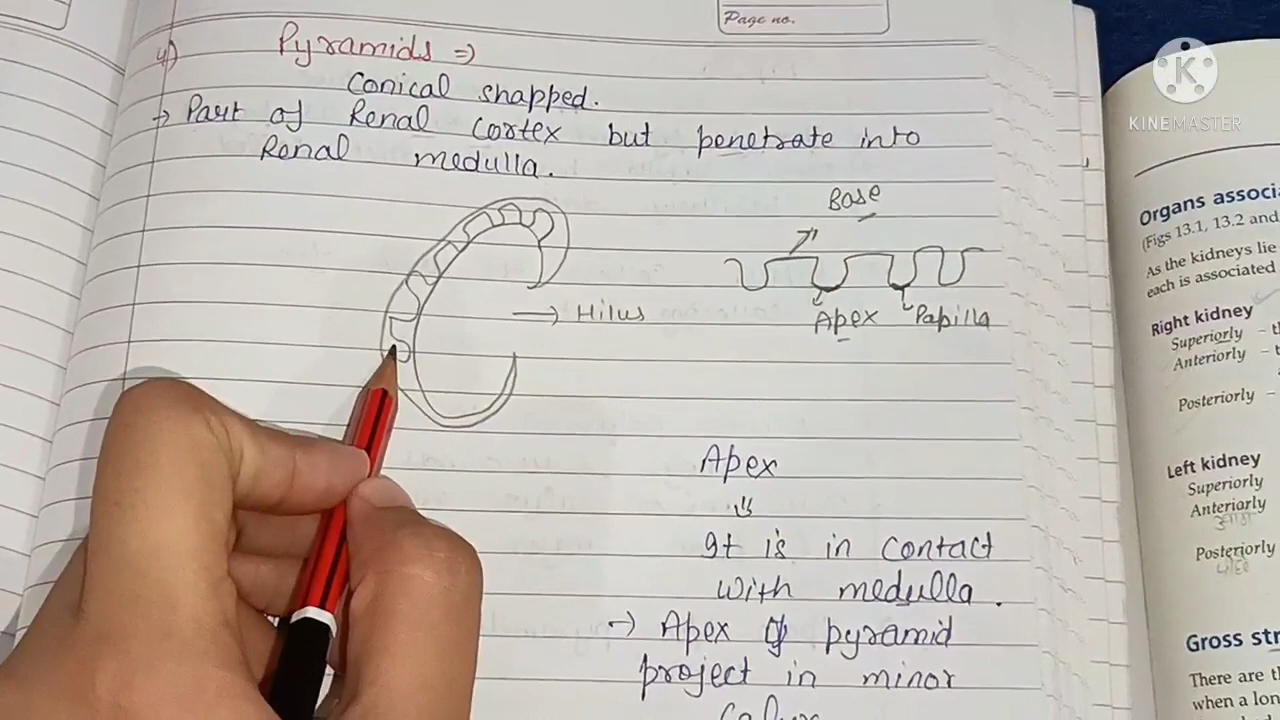 Page no.
4) Pyramids =>
Conical shapped.
→ Part of Renal cortex but penetrate into
Renal medulla.
Base
→ Hilus
Apex
Papilla
Apex
It is in contact
with medulla.
→ Apex of pyramid
project in minor
Calyx
KINEMASTER
Organs associa
(Figs 13.1, 13.2 and
As the kidneys lie
each is associated
Right kidney
Superiorly – t
Anteriorly – t
Posteriorly –
Left kidney
Superiorly
Anteriorly
Posteriorly
Gross str
There are th
when a lon